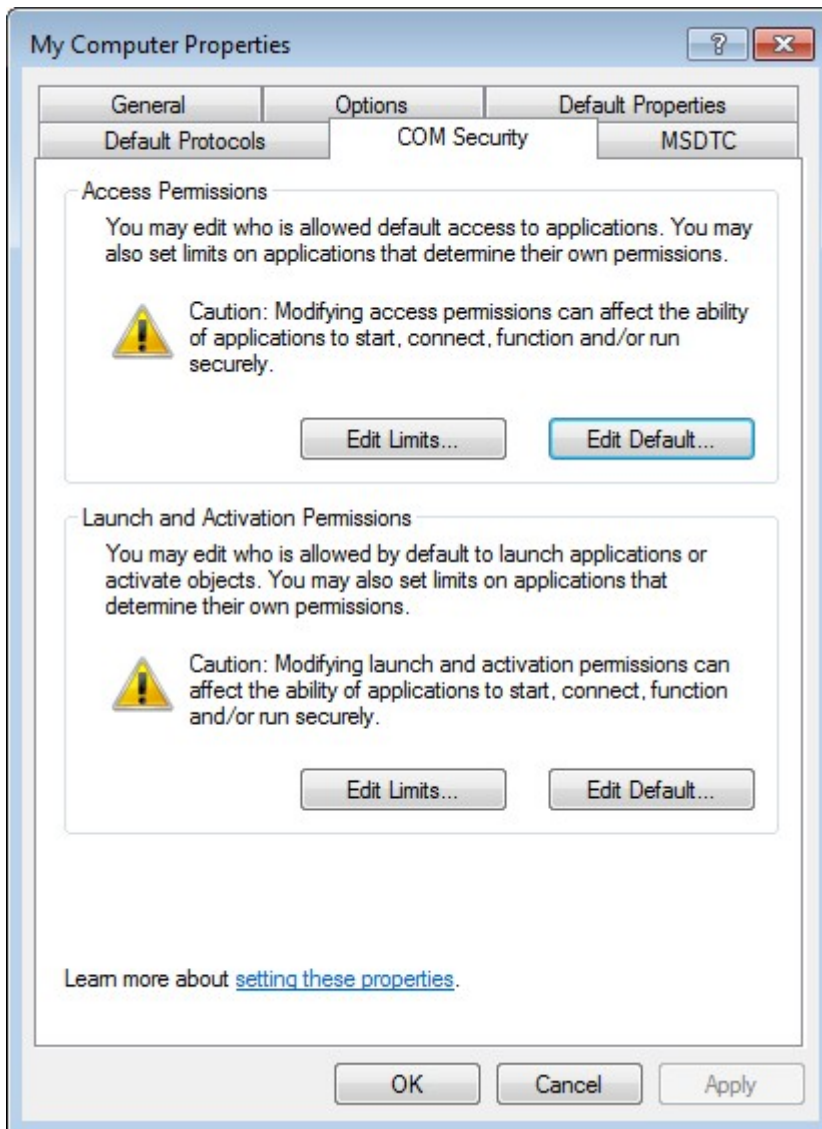 My Computer Properties
General Options Default Properties
Default Protocols COM Security MSDTC
Access Permissions
You may edit who is allowed default access to applications. You may
also set limits on applications that determine their own permissions.
Caution: Modifying access permissions can affect the ability
of applications to start, connect, function and/or run
securely.
Edit Limits... Edit Default...
Launch and Activation Permissions
You may edit who is allowed by default to launch applications or
activate objects. You may also set limits on applications that
determine their own permissions.
Caution: Modifying launch and activation permissions can
affect the ability of applications to start, connect, function
and/or run securely.
Edit Limits... Edit Default...
Learn more about setting these properties.
OK Cancel Apply